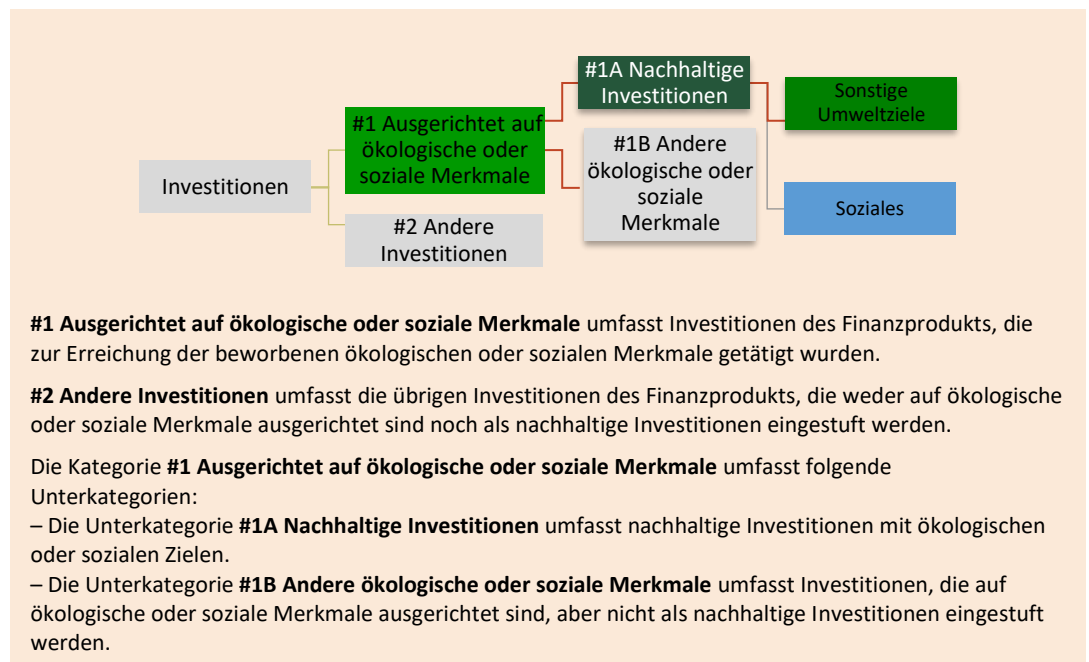 #1A Nachhaltige
Investitionen
Sonstige
Umweltziele
#1 Ausgerichtet auf
ökologische oder
soziale Merkmale
#1B Andere
ökologische oder
soziale
Merkmale
Investitionen
Soziales
#2 Andere
Investitionen
#1 Ausgerichtet auf ökologische oder soziale Merkmale umfasst Investitionen des Finanzprodukts, die
zur Erreichung der beworbenen ökologischen oder sozialen Merkmale getätigt wurden.
#2 Andere Investitionen umfasst die übrigen Investitionen des Finanzprodukts, die weder auf ökologische
oder soziale Merkmale ausgerichtet sind noch als nachhaltige Investitionen eingestuft werden.
Die Kategorie #1 Ausgerichtet auf ökologische oder soziale Merkmale umfasst folgende
Unterkategorien:
– Die Unterkategorie #1A Nachhaltige Investitionen umfasst nachhaltige Investitionen mit ökologischen
oder sozialen Zielen.
– Die Unterkategorie #1B Andere ökologische oder soziale Merkmale umfasst Investitionen, die auf
ökologische oder soziale Merkmale ausgerichtet sind, aber nicht als nachhaltige Investitionen eingestuft
werden.